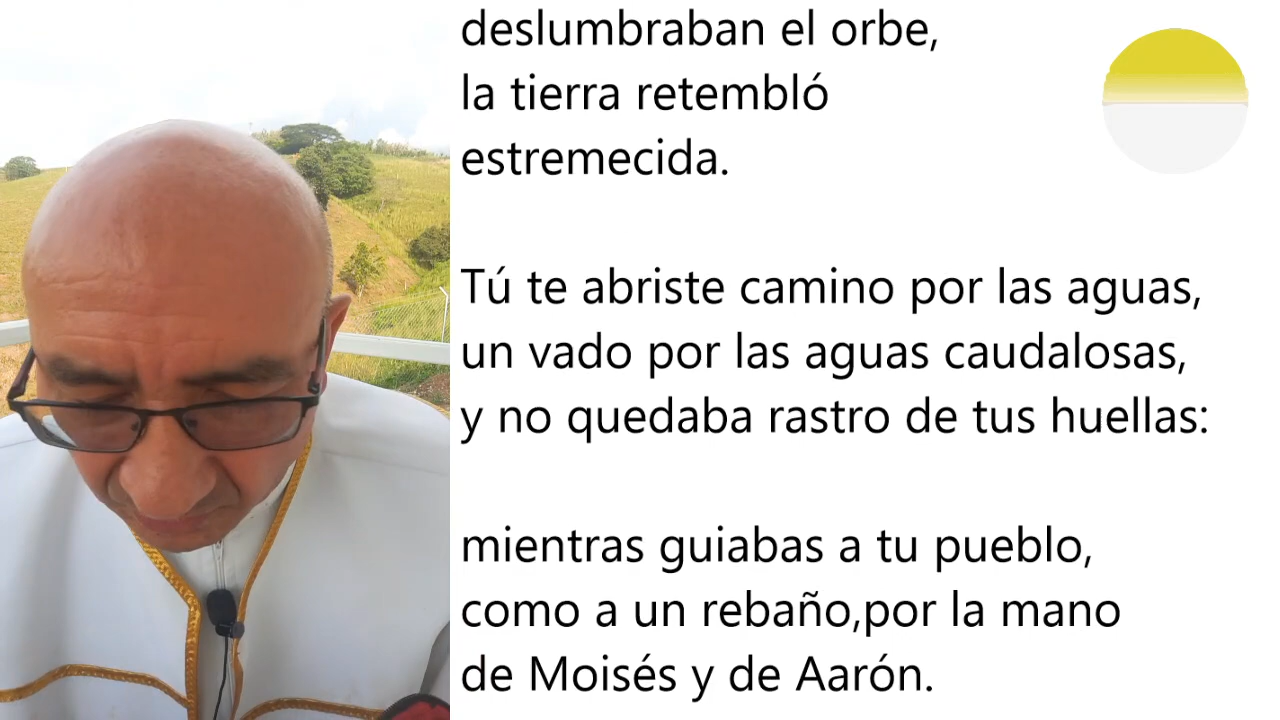 deslumbraban el orbe,
la tierra retembló
estremecida.
Tú te abriste camino por las aguas,
un vado por las aguas caudalosas,
y no quedaba rastro de tus huellas:
mientras guiabas a tu pueblo,
como a un rebaño,por la mano
de Moisés y de Aarón.